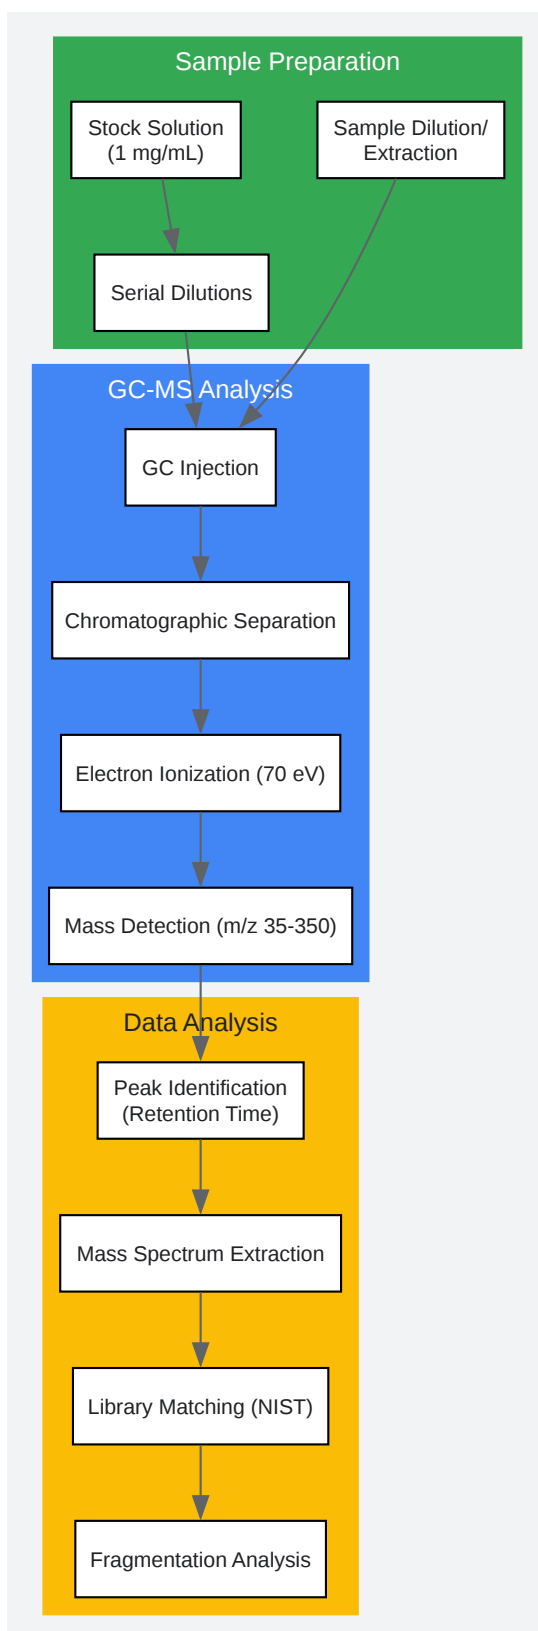 Sample Preparation
Stock Solution
(1 mg/mL)
Sample Dilution/
Extraction
Serial Dilutions
GC-MS Analysis
GC Injection
Chromatographic Separation
Electron Ionization (70 eV)
Mass Detection (m/z 35-350)
Data Analysis
Peak Identification
(Retention Time)
Mass Spectrum Extraction
Library Matching (NIST)
Fragmentation Analysis